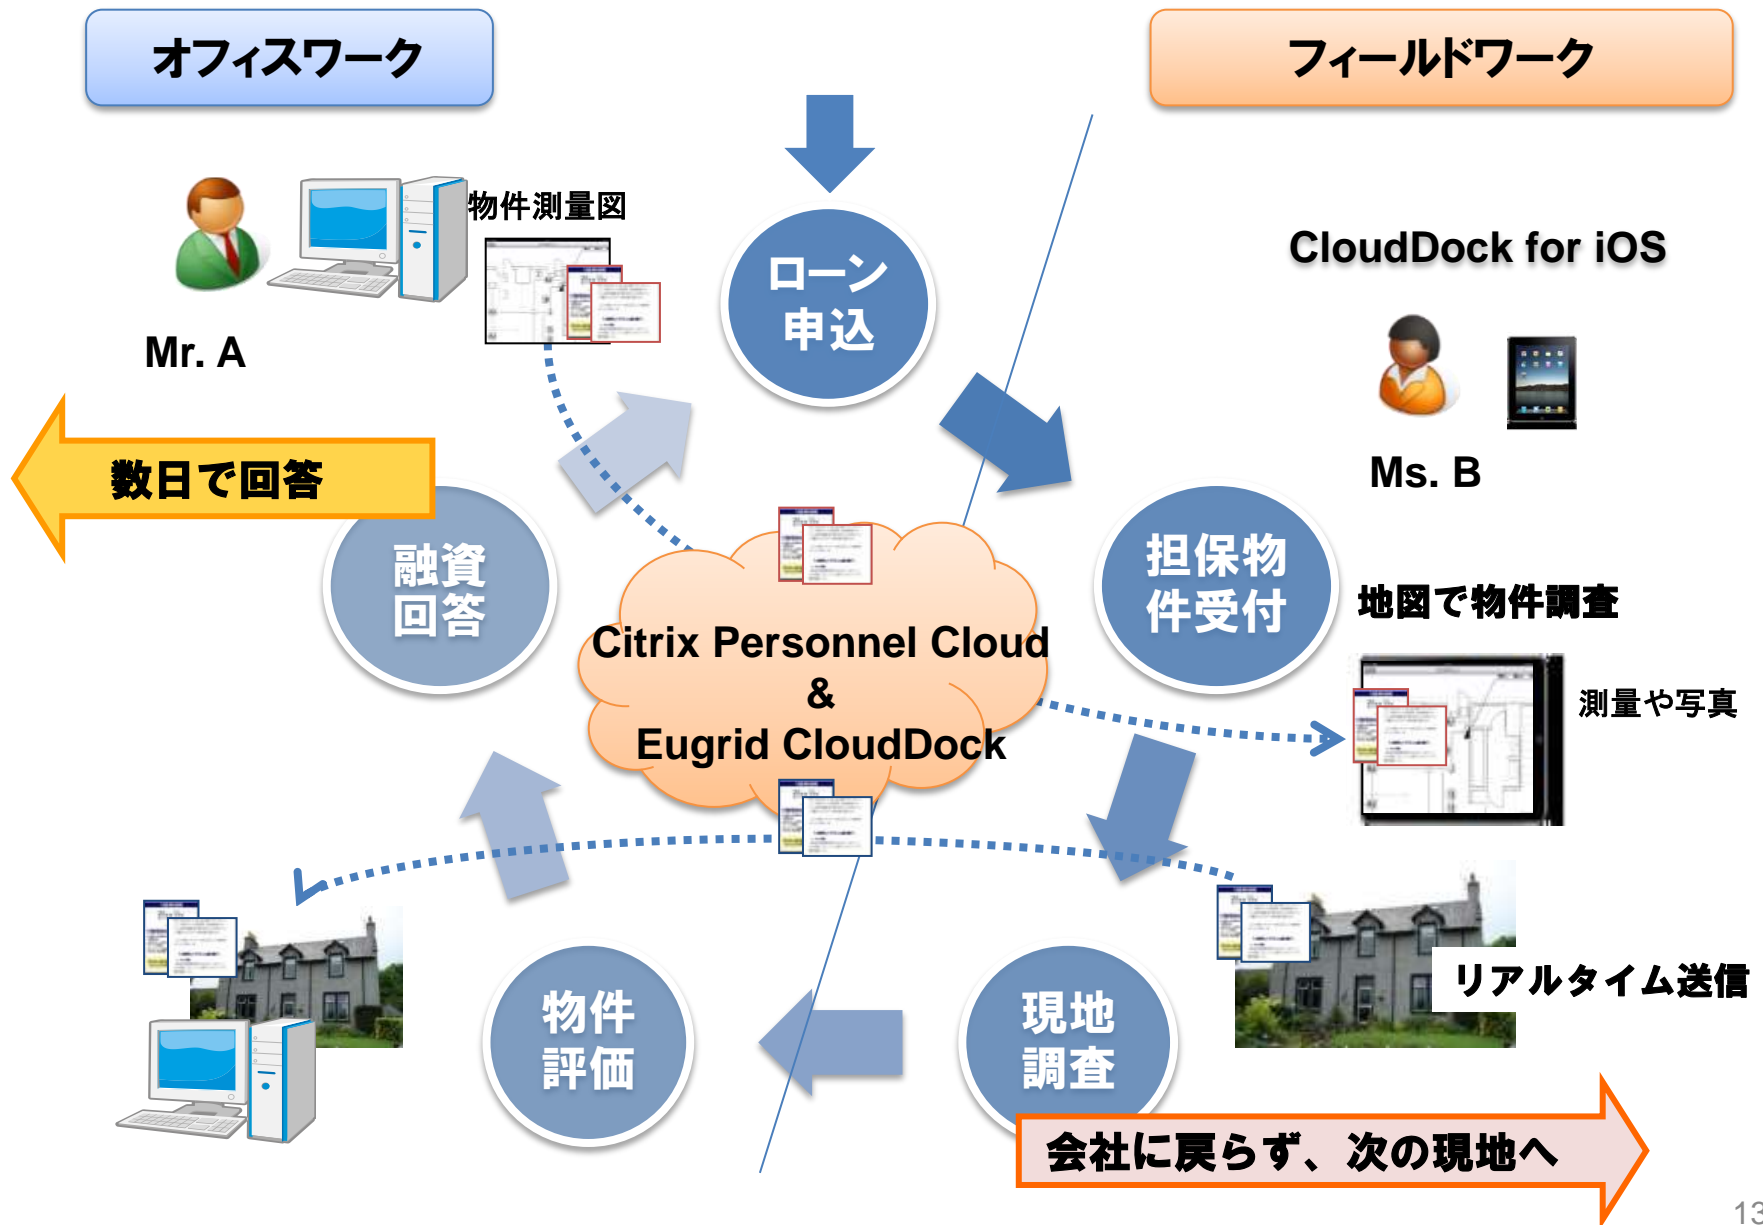 オフィスワーク
フィールドワーク
物件測量図
CloudDock for iOS
ローン
申込
Mr. A
Ms. B
数日で回答
融資
回答
担保物
件受付
地図で物件調査
Citrix Personnel Cloud
&
Eugrid CloudDock
測量や写真
リアルタイム送信
物件
評価
現地
調査
会社に戻らず、次の現地へ
13